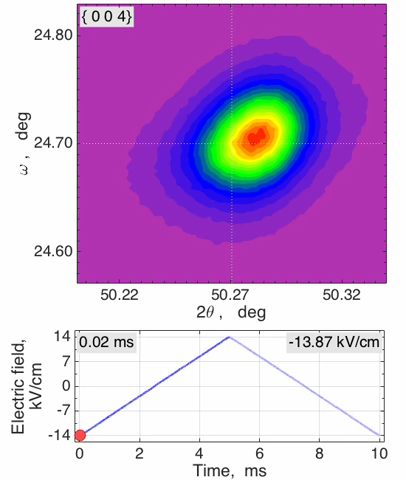 { 0 0 4}
24.80
24.70
24.60
ω , deg
50.22 50.27 50.32
2θ , deg
Electric field,
kV/cm
14
7
0
-7
-14
0.02 ms -13.87 kV/cm
0 2 4 6 8 10
Time, ms